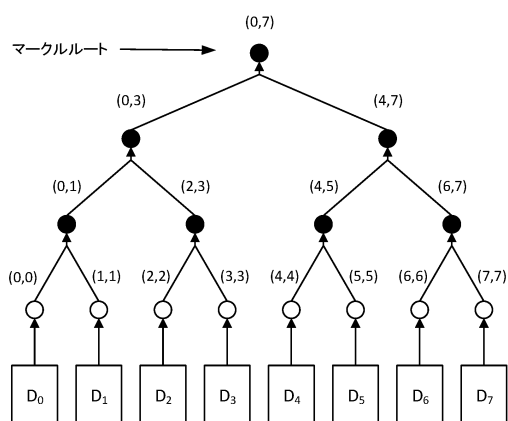 (0,7)
マークルルート
(0,3) (4,7)
(0,1) (2,3) (4,5) (6,7)
(0,0) (1,1) (2,2) (3,3) (4,4) (5,5) (6,6) (7,7)
D₀ D₁ D₂ D₃ D₄ D₅ D₆ D₇